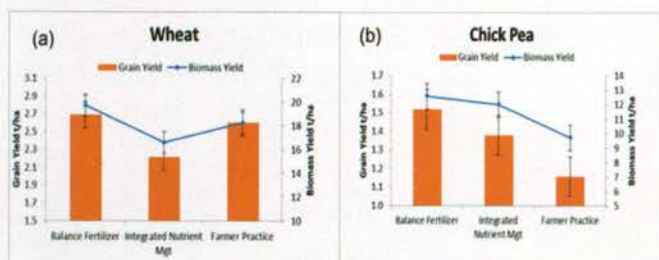 (a)
Wheat
Grain Yield
Biomass Yield
Grain Yield t/ha
3.1
2.9
2.7
2.5
2.3
2.1
1.9
1.7
1.5
22
20
18
16
14
12
10
Biomass Yield t/ha
Balance Fertilizer
Integrated Nutrient
Mgt
Farmer Practice
(b)
Chick Pea
Grain Yield
Biomass Yield
Grain Yield t/ha
1.7
1.6
1.5
1.4
1.3
1.2
1.1
1.0
14
13
12
11
10
9
8
7
6
5
Biomass Yield t/ha
Balance Fertilizer
Integrated
Nutrient Mgt
Farmer Practice